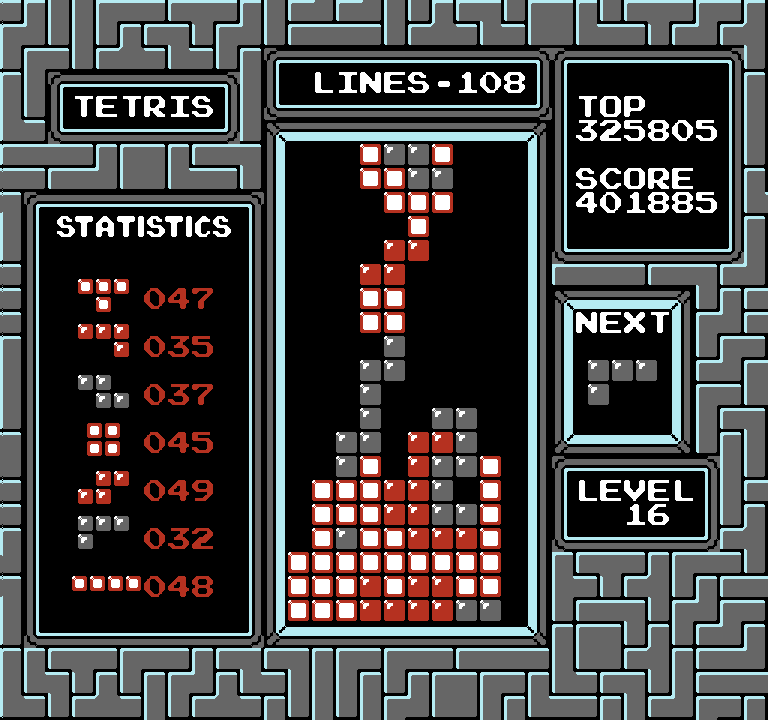 LINES-108
TETRIS
TOP
325805
SCORE
401885
STATISTICS
047
035
037
045
049
032
048
NEXT
LEVEL
16